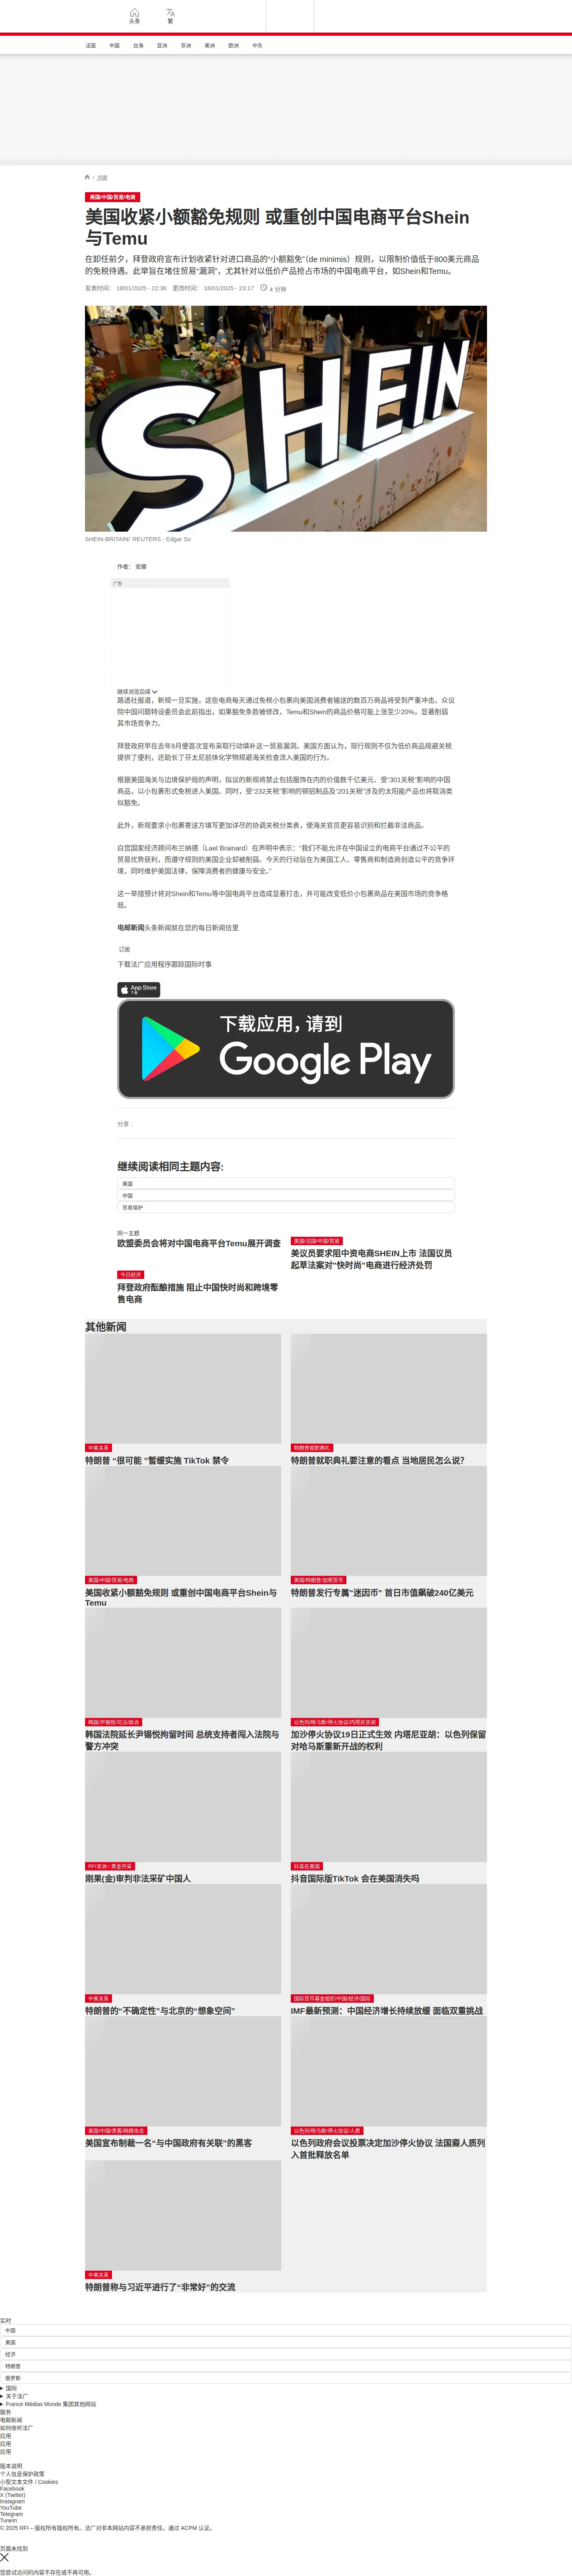 头条
繁
法国 中国 台海 亚洲 非洲 美洲 欧洲 中东
/ 中国
美国/中国/贸易/电商
美国收紧小额豁免规则 或重创中国电商平台Shein
与Temu
在卸任前夕，拜登政府宣布计划收紧针对进口商品的“小额豁免”（de minimis）规则，以限制价值低于800美元商品
的免税待遇。此举旨在堵住贸易“漏洞”，尤其针对以低价产品抢占市场的中国电商平台，如Shein和Temu。
发表时间： 18/01/2025 - 22:36 更改时间： 18/01/2025 - 23:17 4 分钟
SHEIN
SHEIN-BRITAIN/ REUTERS - Edgar Su
作者： 安娜
广告
继续浏览后续
路透社报道，新规一旦实施，这些电商每天通过免税小包裹向美国消费者输送的数百万商品将受到严重冲击。众议
院中国问题特设委员会此前指出，如果豁免条款被修改，Temu和Shein的商品价格可能上涨至少20%，显著削弱
其市场竞争力。
拜登政府早在去年9月便首次宣布采取行动填补这一贸易漏洞。美国方面认为，现行规则不仅为低价商品规避关税
提供了便利，还助长了芬太尼前体化学物规避海关检查流入美国的行为。
根据美国海关与边境保护局的声明，拟议的新规将禁止包括服饰在内的价值数千亿美元、受“301关税”影响的中国
商品，以小包裹形式免税进入美国。同时，受“232关税”影响的钢铝制品及“201关税”涉及的太阳能产品也将取消类
似豁免。
此外，新规要求小包裹寄送方填写更加详尽的协调关税分类表，使海关官员更容易识别和拦截非法商品。
白宫国家经济顾问布兰纳德（Lael Brainard）在声明中表示：“我们不能允许在中国设立的电商平台通过不公平的
贸易优势获利，而遵守规则的美国企业却被削弱。今天的行动旨在为美国工人、零售商和制造商创造公平的竞争环
境，同时维护美国法律，保障消费者的健康与安全。”
这一举措预计将对Shein和Temu等中国电商平台造成显著打击，并可能改变低价小包裹商品在美国市场的竞争格
局。
电邮新闻头条新闻就在您的每日新闻信里
订阅
下载法广应用程序跟踪国际时事
App Store
下载
下载应用，请到
Google Play
分享 :
继续阅读相同主题内容:
美国
中国
贸易保护
同一主题
欧盟委员会将对中国电商平台Temu展开调查
美国/法国/中国/贸易
美议员要求阻中资电商SHEIN上市 法国议员
起草法案对"快时尚"电商进行经济处罚
今日经济
拜登政府酝酿措施 阻止中国快时尚和跨境零
售电商
其他新闻
中美关系
特朗普 “很可能 ”暂缓实施 TikTok 禁令
特朗普就职典礼
特朗普就职典礼要注意的看点 当地居民怎么说?
美国/中国/贸易/电商
美国收紧小额豁免规则 或重创中国电商平台Shein与
Temu
美国/特朗普/加密货币
特朗普发行专属"迷因币" 首日市值飙破240亿美元
韩国/尹锡悦/司法/政治
韩国法院延长尹锡悦拘留时间 总统支持者闯入法院与
警方冲突
以色列/哈马斯/停火协议/内塔尼亚胡
加沙停火协议19日正式生效 内塔尼亚胡：以色列保留
对哈马斯重新开战的权利
RFI非洲 / 黄金开采
刚果(金)审判非法采矿中国人
抖音在美国
抖音国际版TikTok 会在美国消失吗
中美关系
特朗普的“不确定性”与北京的“想象空间”
国际货币基金组织/中国/经济/国际
IMF最新预测：中国经济增长持续放缓 面临双重挑战
美国/中国/黑客/网络攻击
美国宣布制裁一名“与中国政府有关联”的黑客
以色列/哈马斯/停火协议/人质
以色列政府会议投票决定加沙停火协议 法国裔人质列
入首批释放名单
中美关系
特朗普称与习近平进行了“非常好”的交流
实时
中国
美国
经济
特朗普
俄罗斯
国际
关于法广
France Médias Monde 集团其他网站
服务
电邮新闻
如何收听法广
应用
应用
应用
版本说明
个人信息保护政策
小型文本文件 / Cookies
Facebook
X (Twitter)
Instagram
YouTube
Telegram
TuneIn
© 2025 RFI – 版权所有版权所有。法广对非本网站内容不承担责任。通过 ACPM 认证。
页面未找到
您尝试访问的内容不存在或不再可用。